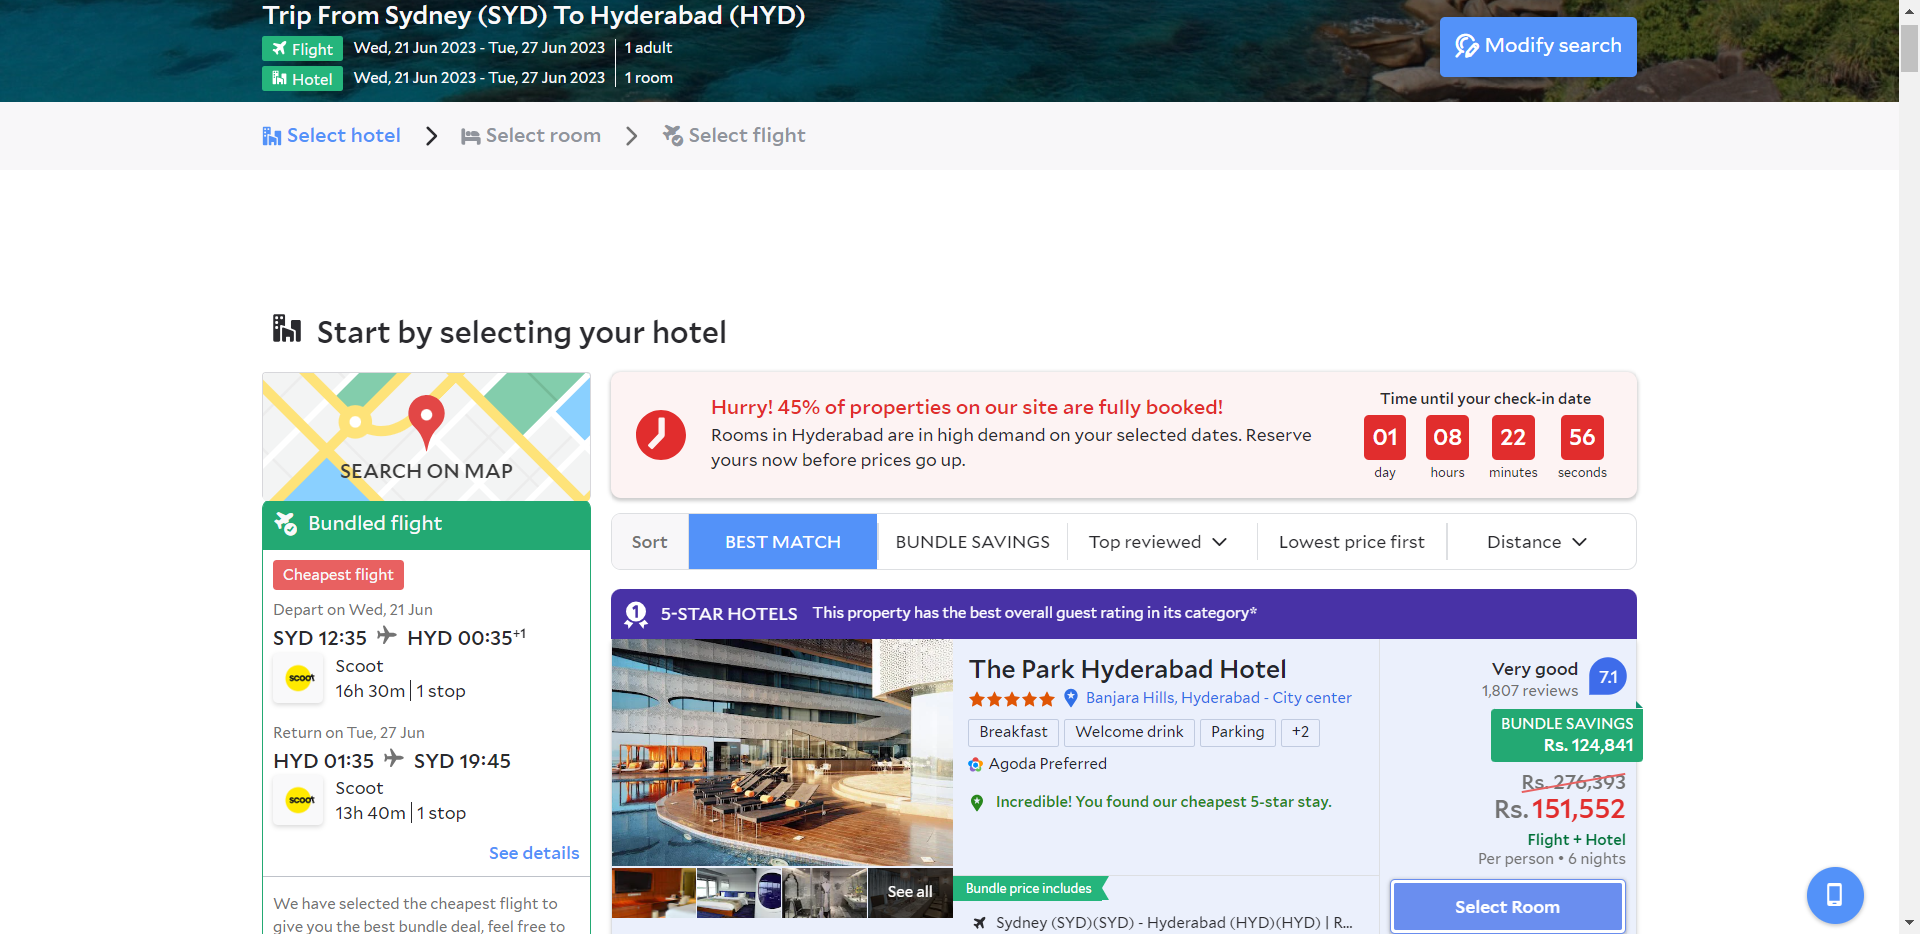 Trip From Sydney (SYD) To Hyderabad (HYD)
Flight Wed, 21 Jun 2023 - Tue, 27 Jun 2023 1 adult
Hotel Wed, 21 Jun 2023 - Tue, 27 Jun 2023 1 room
Modify search
Select hotel Select room Select flight
Start by selecting your hotel
SEARCH ON MAP
Bundled flight
Cheapest flight
Depart on Wed, 21 Jun
SYD 12:35 HYD 00:35+1
scoot
Scoot
16h 30m 1 stop
Return on Tue, 27 Jun
HYD 01:35 SYD 19:45
scoot
Scoot
13h 40m 1 stop
See details
We have selected the cheapest flight to
give you the best bundle deal, feel free to
Hurry! 45% of properties on our site are fully booked!
Rooms in Hyderabad are in high demand on your selected dates. Reserve
yours now before prices go up.
Time until your check-in date
01 08 22 56
day hours minutes seconds
Sort BEST MATCH BUNDLE SAVINGS Top reviewed Lowest price first Distance
1 5-STAR HOTELS This property has the best overall guest rating in its category*
The Park Hyderabad Hotel
Banjara Hills, Hyderabad - City center
Breakfast Welcome drink Parking +2
Agoda Preferred
Incredible! You found our cheapest 5-star stay.
See all
Bundle price includes
Sydney (SYD)(SYD) - Hyderabad (HYD)(HYD) | R...
Very good 7.1
1,807 reviews
BUNDLE SAVINGS
Rs. 124,841
Rs. 276,393
Rs. 151,552
Flight + Hotel
Per person • 6 nights
Select Room